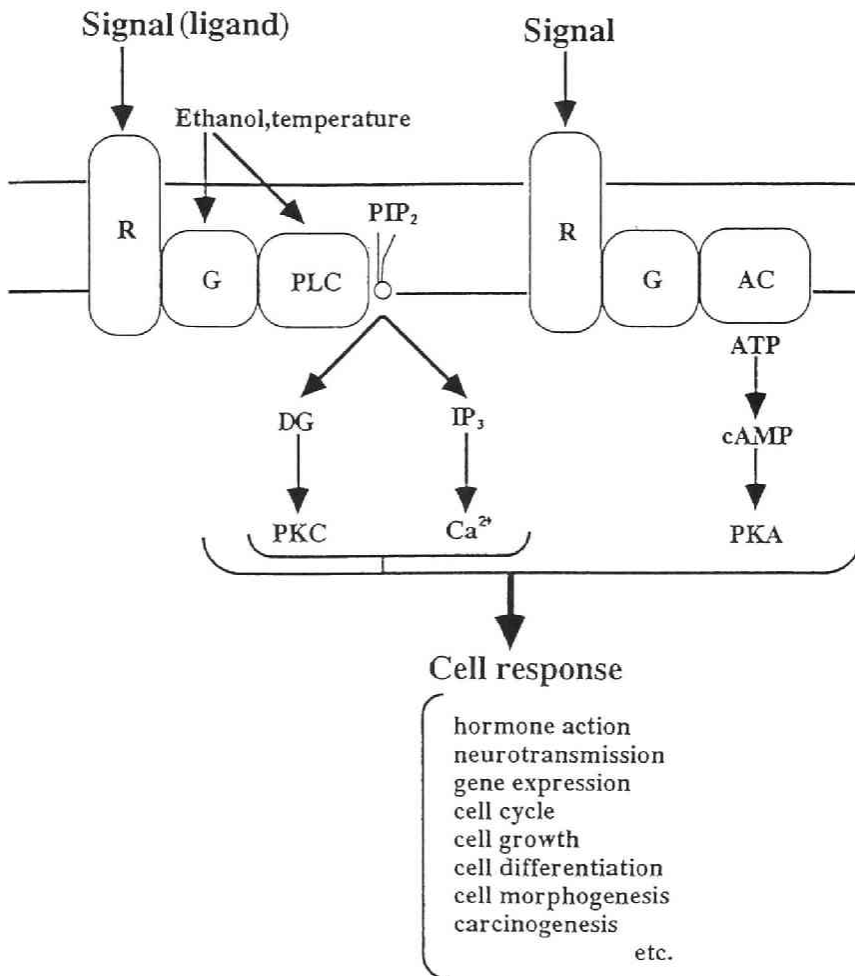 Signal (ligand)
Signal
Ethanol,temperature
PIP₂
R
G
PLC
R
G
AC
ATP
DG
IP₃
cAMP
PKC
Ca²⁺
PKA
Cell response
hormone action
neurotransmission
gene expression
cell cycle
cell growth
cell differentiation
cell morphogenesis
carcinogenesis
etc.